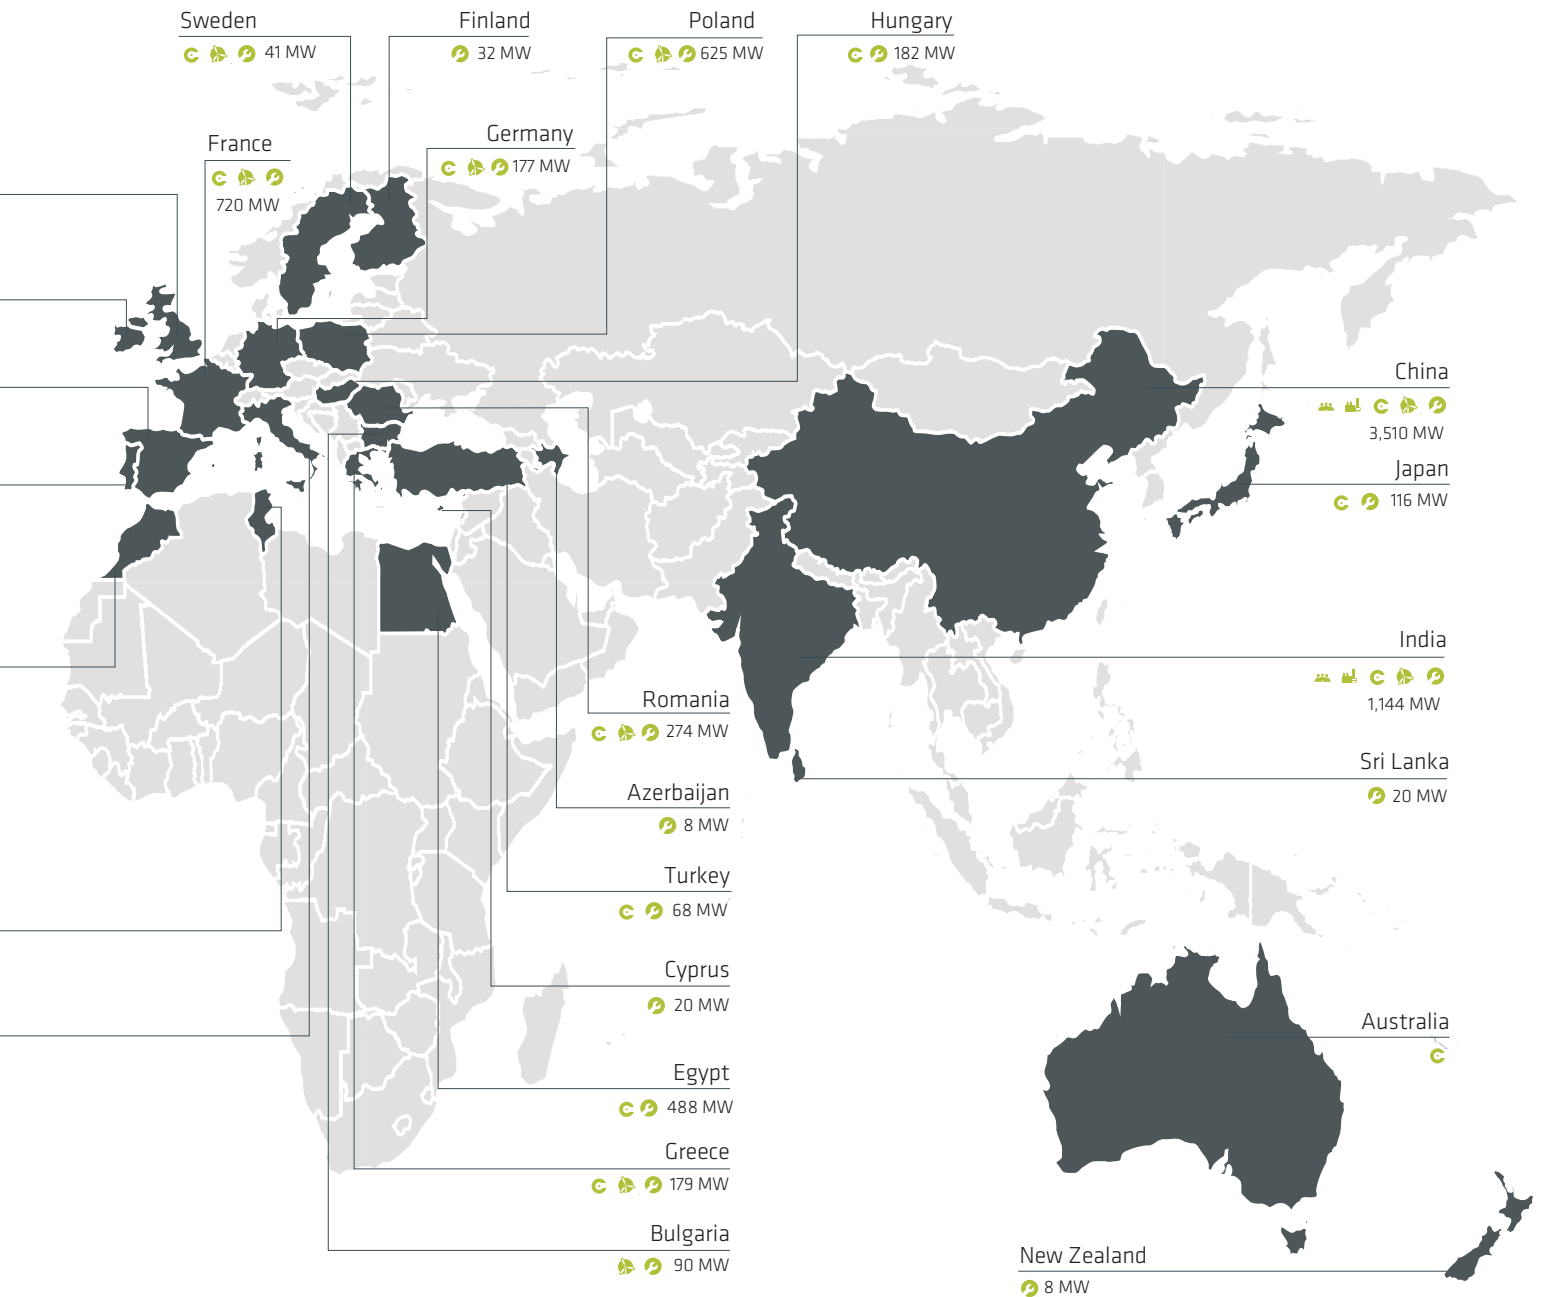 Sweden
41 MW
Finland
32 MW
Poland
625 MW
Hungary
182 MW
France
720 MW
Germany
177 MW
China
3,510 MW
Japan
116 MW
India
1,144 MW
Sri Lanka
20 MW
Romania
274 MW
Azerbaijan
8 MW
Turkey
68 MW
Cyprus
20 MW
Egypt
488 MW
Greece
179 MW
Bulgaria
90 MW
Australia
New Zealand
8 MW